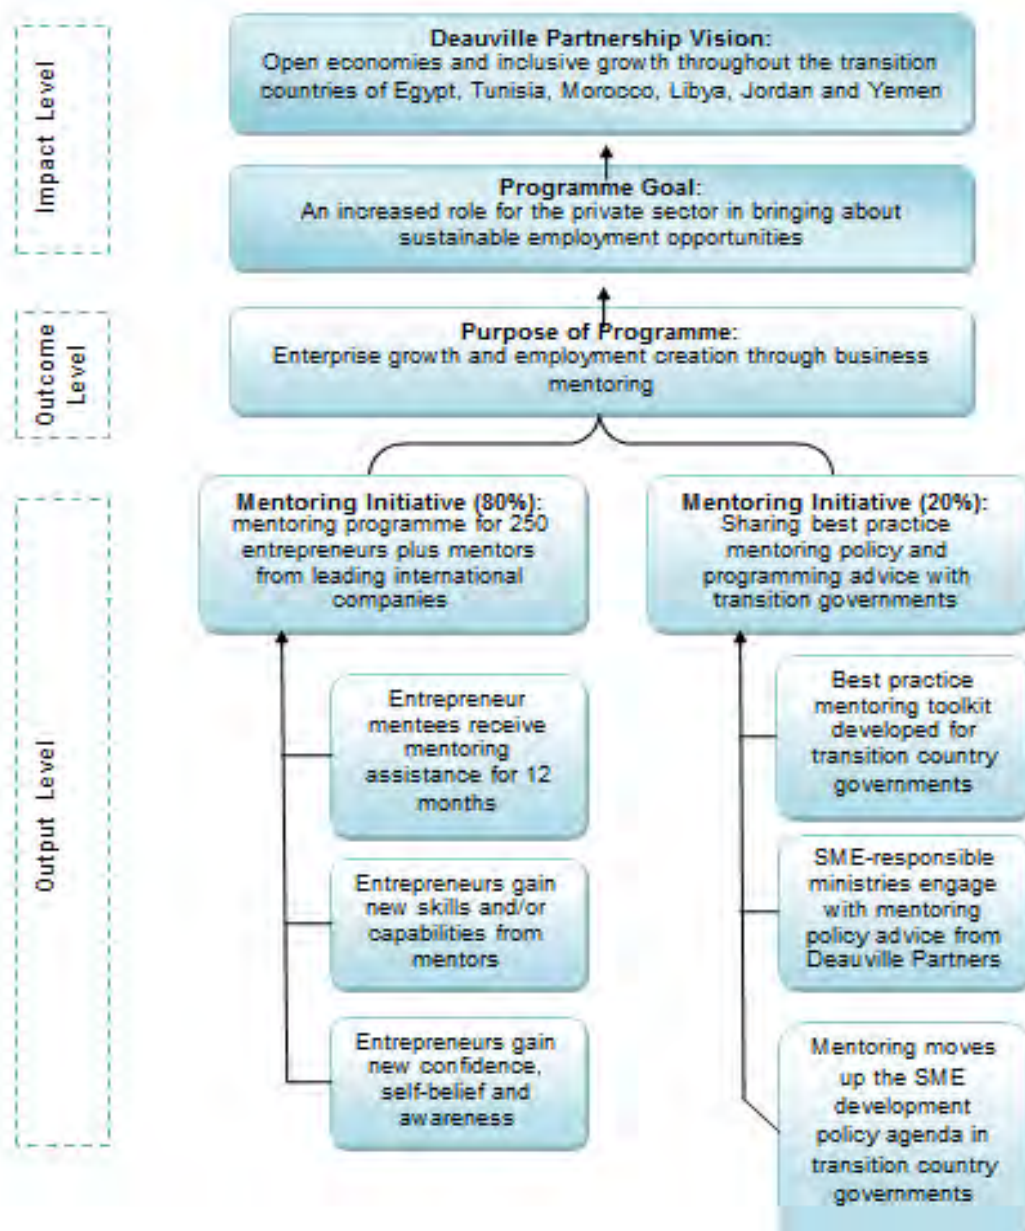 Impact Level
Deauville Partnership Vision:
Open economies and inclusive growth throughout the transition
countries of Egypt, Tunisia, Morocco, Libya, Jordan and Yemen
Programme Goal:
An increased role for the private sector in bringing about
sustainable employment opportunities
Outcome
Level
Purpose of Programme:
Enterprise growth and employment creation through business
mentoring
Output Level
Mentoring Initiative (80%):
mentoring programme for 250
entrepreneurs plus mentors
from leading international
companies
Entrepreneur
mentees receive
mentoring
assistance for 12
months
Entrepreneurs gain
new skills and/or
capabilities from
mentors
Entrepreneurs gain
new confidence,
self-belief and
awareness
Mentoring Initiative (20%):
Sharing best practice
mentoring policy and
programming advice with
transition governments
Best practice
mentoring toolkit
developed for
transition country
governments
SME-responsible
ministries engage
with mentoring
policy advice from
Deauville Partners
Mentoring moves
up the SME
development
policy agenda in
transition country
governments